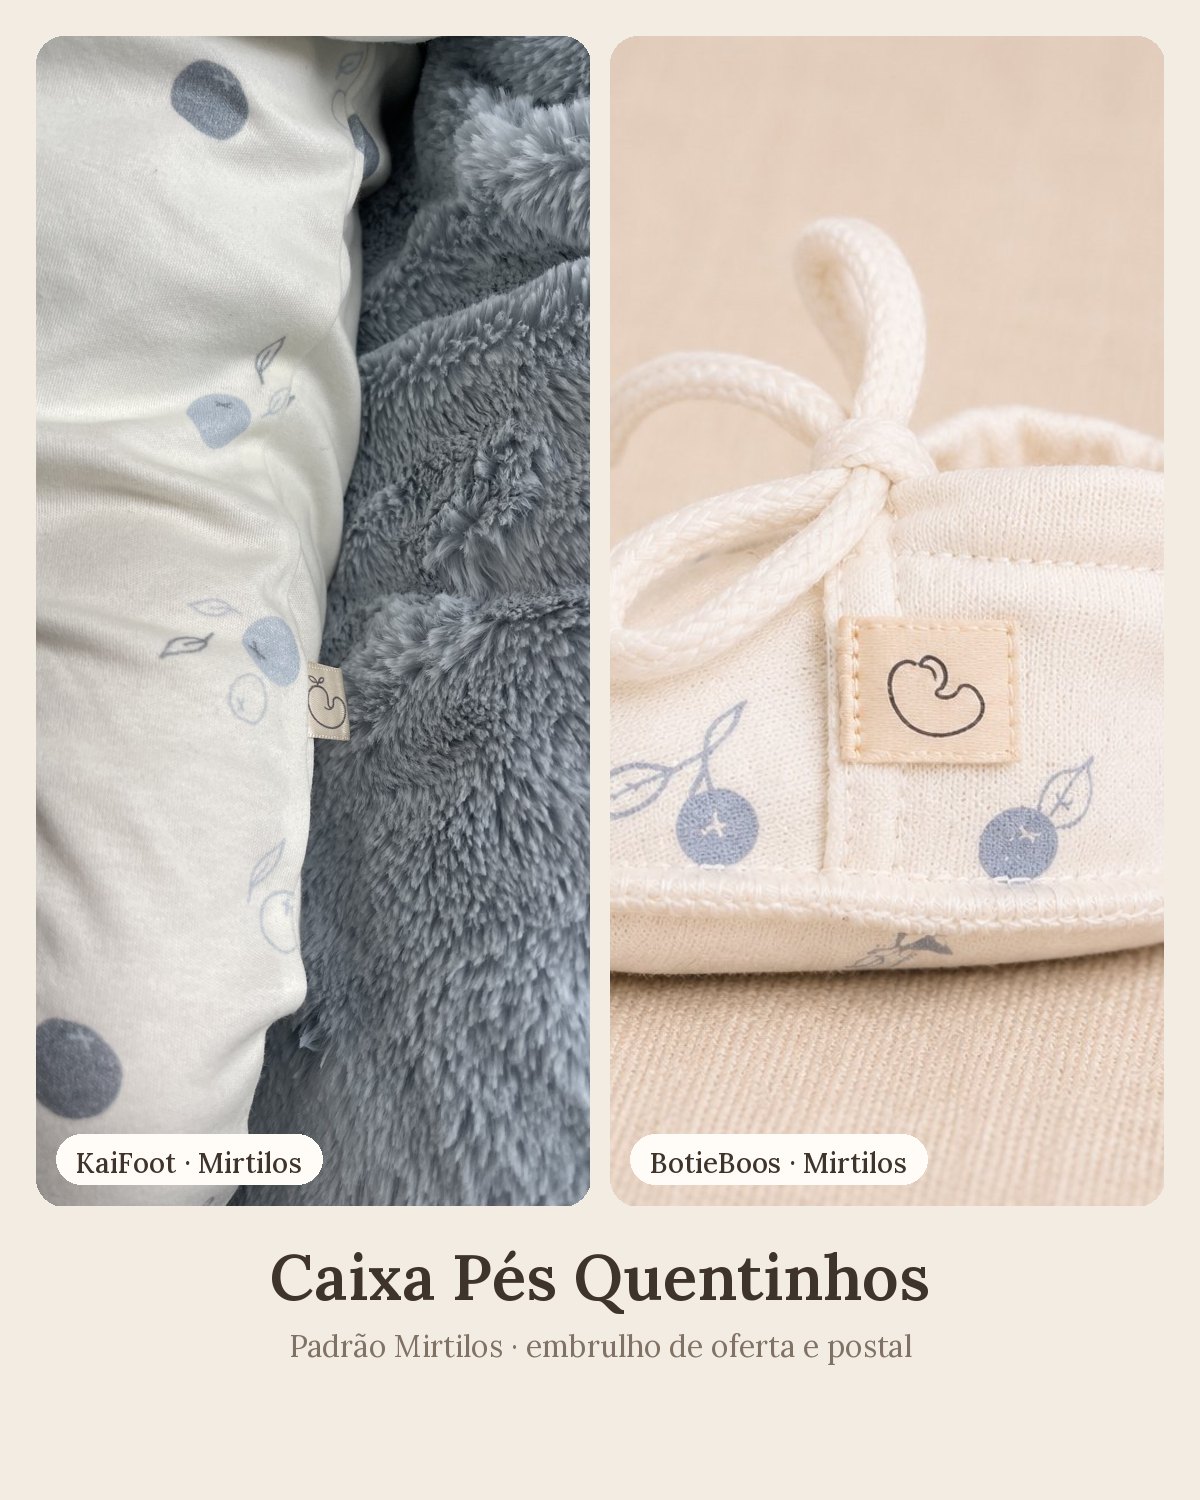 KaiFoot · Mirtilos
BotieBoos · Mirtilos
Caixa Pés Quentinhos
Padrão Mirtilos · embrulho de oferta e postal